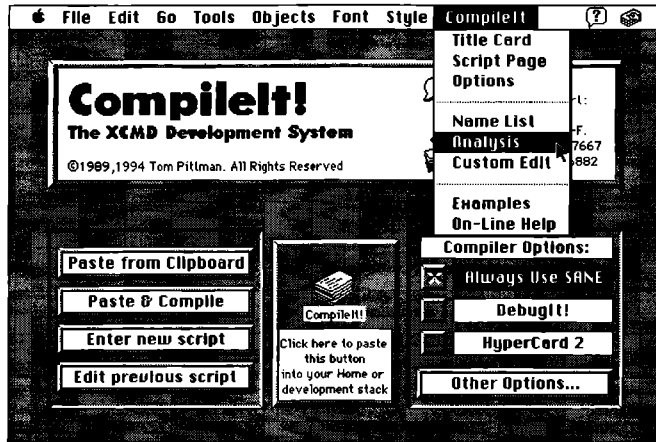 File Edit Go Tools Objects Font Style CompileIt
Title Card
Script Page
Options
Name List
Analysis
Custom Edit
Examples
On-Line Help
CompileIt!
The XCMD Development System
©1989,1994 Tom Pittman. All Rights Reserved
rt:
-F.
7667
882
Paste from Clipboard
Paste & Compile
Enter new script
Edit previous script
CompileIt!
Click here to paste
this button
into your Home or
development stack
Compiler Options:
Always Use SANE
DebugIt!
HyperCard 2
Other Options...